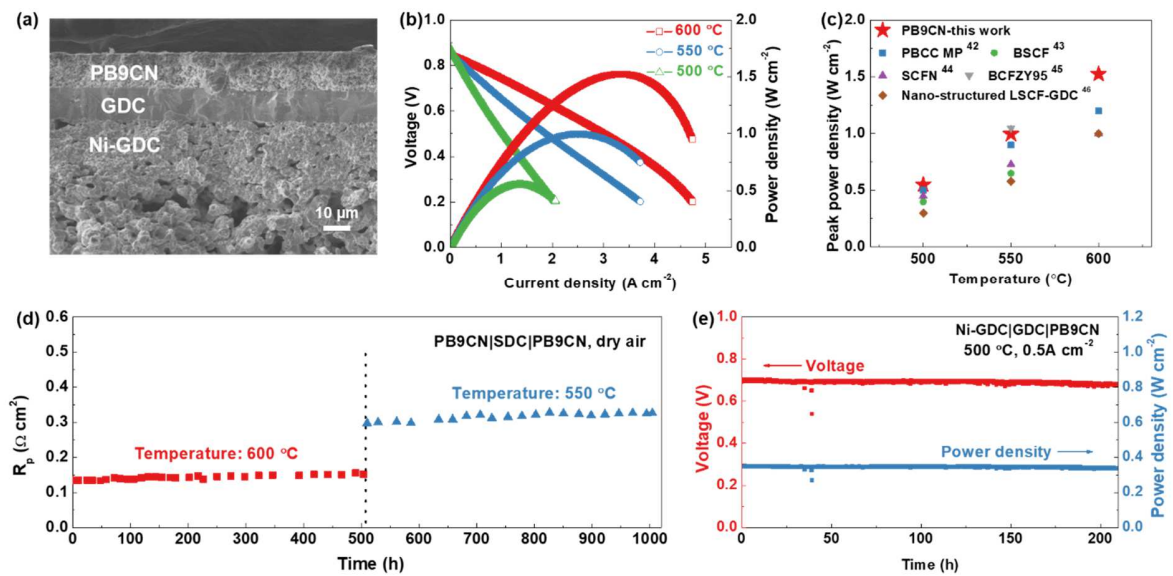 (a)
PB9CN
GDC
Ni-GDC
10 μm
(b)
600 °C
550 °C
500 °C
Voltage (V)
1.0
0.8
0.6
0.4
0.2
0.0
Power density (W cm-2)
2.0
1.5
1.0
0.5
0.0
0 1 2 3 4 5
Current density (A cm-2)
(c)
PB9CN-this work
PBCC MP 42 BSCF 43
SCFN 44 BCFZY95 45
Nano-structured LSCF-GDC 46
Peak power density (W cm-2)
2.0
1.5
1.0
0.5
0.0
500 550 600
Temperature (°C)
(d)
PB9CN|SDC|PB9CN, dry air
Temperature: 550 °C
Temperature: 600 °C
Rp (Ω cm2)
0.6
0.5
0.4
0.3
0.2
0.1
0.0
0 100 200 300 400 500 600 700 800 900 1000
Time (h)
(e)
Ni-GDC|GDC|PB9CN
500 °C, 0.5A cm-2
Voltage
Power density
Voltage (V)
1.0
0.8
0.6
0.4
0.2
0.0
Power density (W cm-2)
1.2
1.0
0.8
0.6
0.4
0.2
0.0
0 50 100 150 200
Time (h)